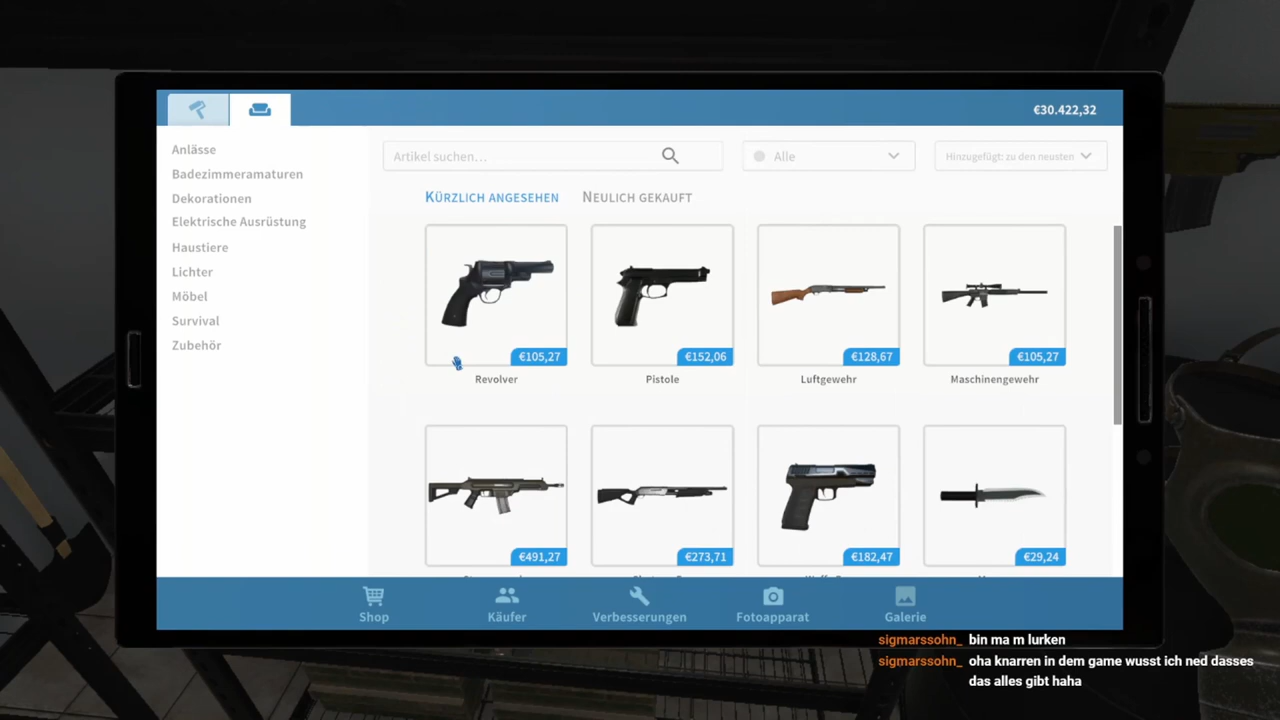 €30.422,32
Anlässe
Badezimmeramaturen
Dekorationen
Elektrische Ausrüstung
Haustiere
Lichter
Möbel
Survival
Zubehör
Artikel suchen...
Alle
Hinzugefügt: zu den neusten
KÜRZLICH ANGESEHEN
NEULICH GEKAUFT
€105,27
€152,06
€128,67
€105,27
Revolver
Pistole
Luftgewehr
Maschinengewehr
€491,27
€273,71
€182,47
€29,24
Shop
Käufer
Verbesserungen
Fotoapparat
Galerie
sigmarssohn_ bin ma m lurken
sigmarssohn_ oha knarren in dem game wusst ich ned dasses
das alles gibt haha